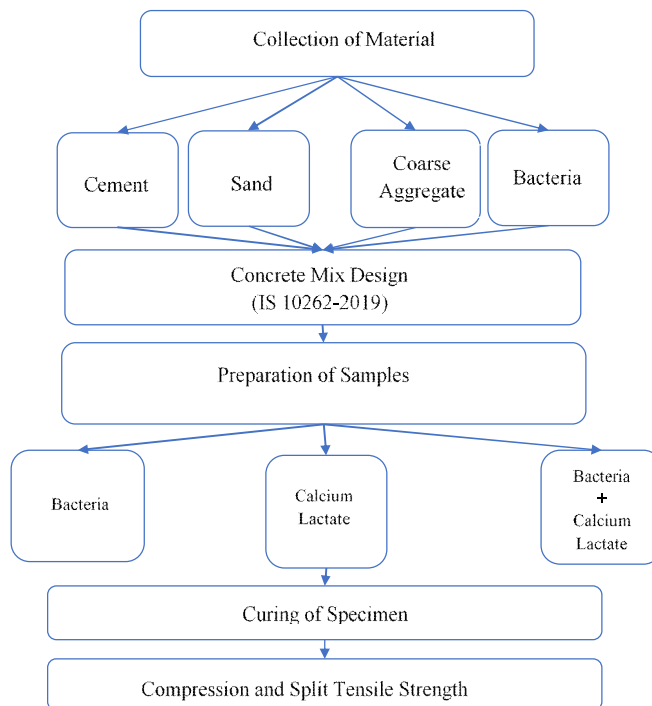 Collection of Material
Cement
Sand
Coarse
Aggregate
Bacteria
Concrete Mix Design
(IS 10262-2019)
Preparation of Samples
Bacteria
Calcium
Lactate
Bacteria
+
Calcium
Lactate
Curing of Specimen
Compression and Split Tensile Strength